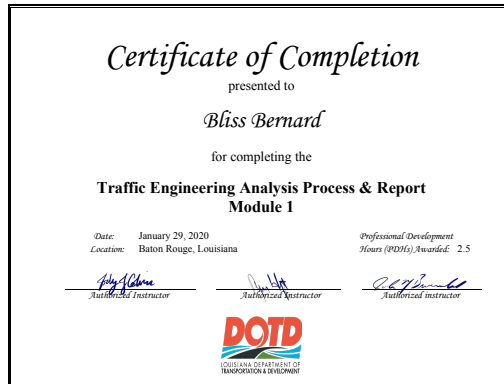 Certificate of Completion
presented to
Bliss Bernard
for completing the
Traffic Engineering Analysis Process & Report
Module 1
Date: January 29, 2020
Location: Baton Rouge, Louisiana
Professional Development
Hours (PDHs) Awarded: 2.5
Authorized Instructor
Authorized Instructor
Authorized instructor
DOTD
LOUISIANA DEPARTMENT OF
TRANSPORTATION & DEVELOPMENT